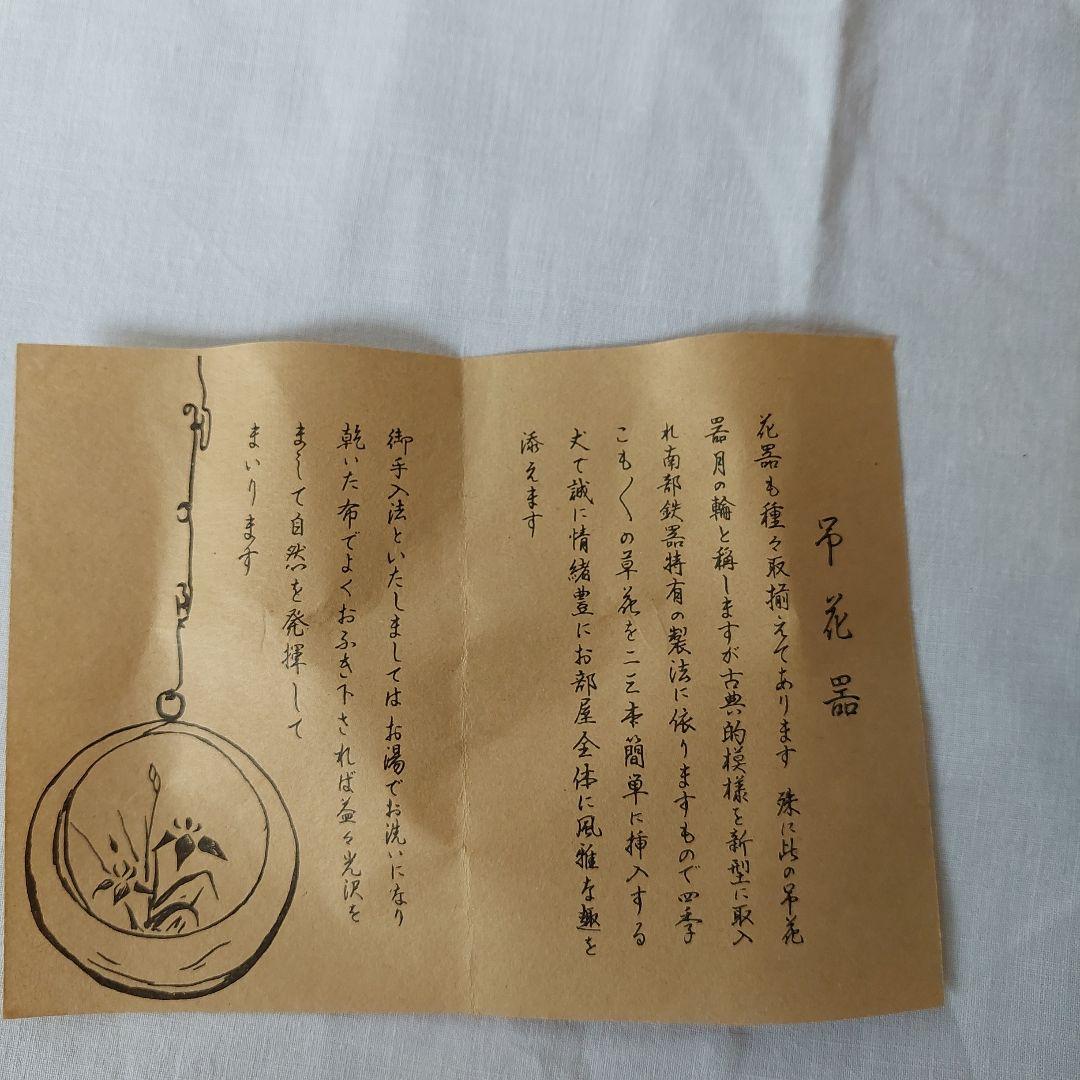 吊花器
花器も種々取揃えてあります 殊に此の吊花
器月の輪と称しますが古典的模様を新型に取入
れ南部鉄器特有の製法に依りますもので四季
こも〲の草花を二三本簡単に挿入する
丈で誠に情緒豊にお部屋全体に風雅な趣を
添えます
御手入法といたしましてはお湯でお洗いになり
乾いた布でよくおふき下されば益々光沢を
まして自然を発揮して
まいります